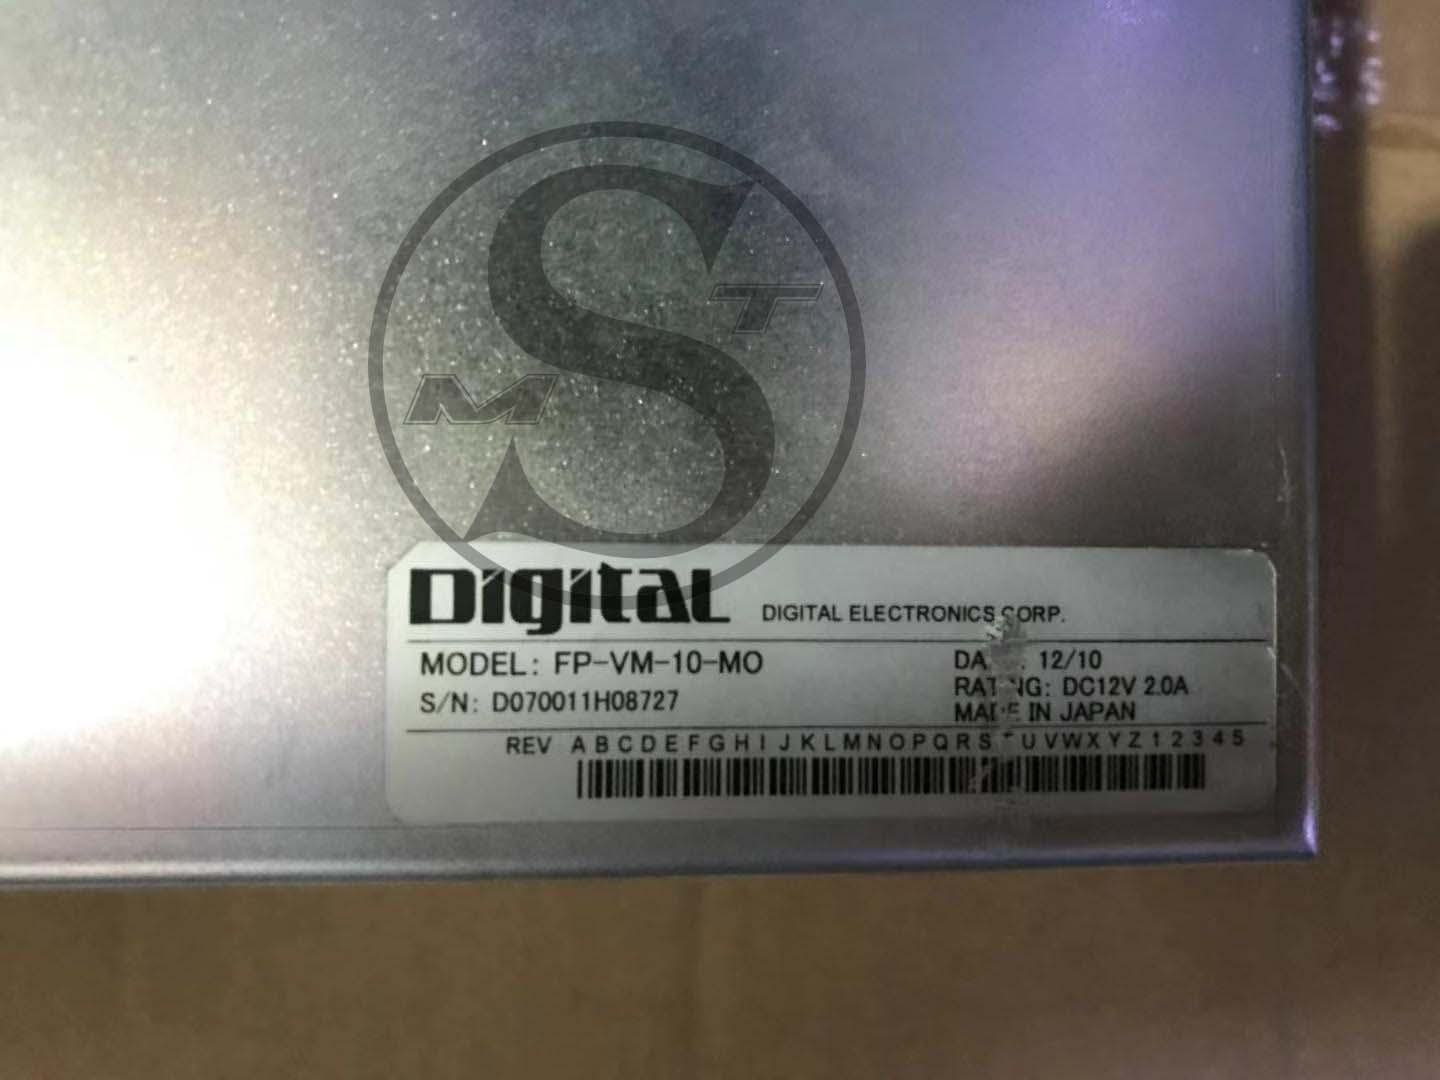 S
T
M
Digital DIGITAL ELECTRONICS CORP.
MODEL: FP-VM-10-MO
S/N: D070011H08727
12/10
DC12V 2.0A
IN JAPAN
REV A B C D E F G H I J K L M N O P Q R S T U V W X Y Z 1 2 3 4 5